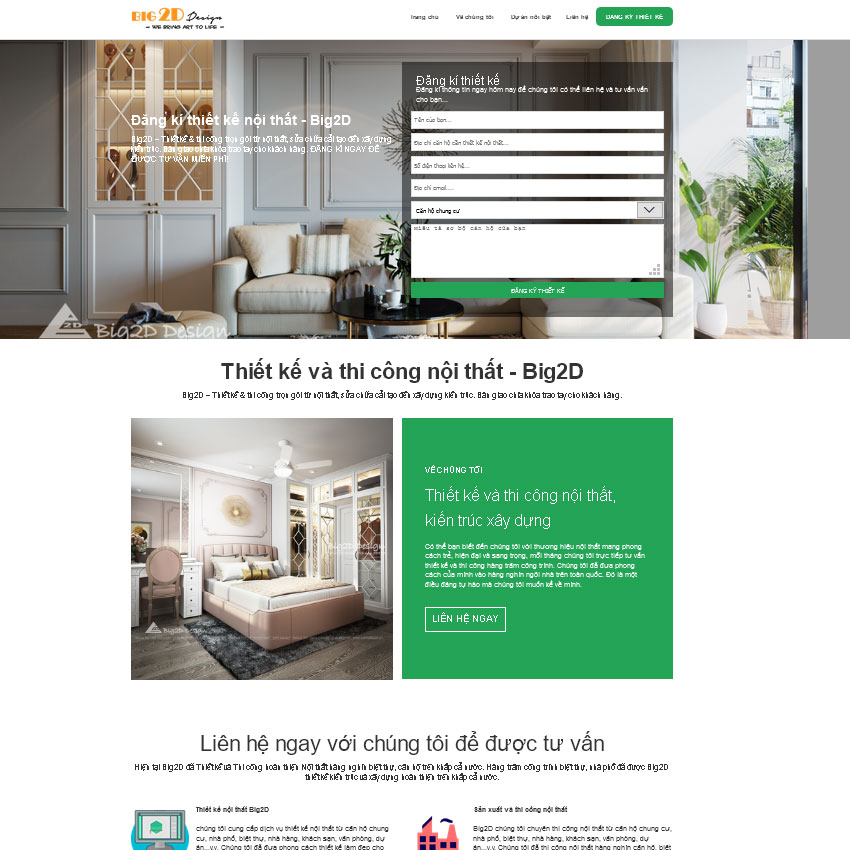 BIG2D Design
— WE BRING ART TO LIFE —
Trang chủ Về chúng tôi Dự án nổi bật Liên hệ ĐĂNG KÝ THIẾT KẾ
Đăng kí thiết kế nội thất - Big2D
Big2D – Thiết kế & thi công trọn gói từ nội thất, sửa chữa cải tạo đến xây dựng
kiến trúc. Bàn giao chìa khóa trao tay cho khách hàng. ĐĂNG KÍ NGAY ĐỂ
ĐƯỢC TƯ VẤN MIỄN PHÍ!
Đăng kí thiết kế
Đăng kí thông tin ngay hôm nay để chúng tôi có thể liên hệ và tư vấn vấn
cho bạn...
Tên của bạn...
Địa chỉ căn hộ cần thiết kế nội thất...
Số điện thoại liên hệ...
Địa chỉ email.....
Căn hộ chung cư
miêu tả sơ bộ căn hộ của bạn
ĐĂNG KÝ THIẾT KẾ
2D Big2D Design
Thiết kế và thi công nội thất - Big2D
Big2D – Thiết kế & thi công trọn gói từ nội thất, sửa chữa cải tạo đến xây dựng kiến trúc. Bàn giao chìa khóa trao tay cho khách hàng.
Big2D Design
Big2D Design
VỀ CHÚNG TÔI
Thiết kế và thi công nội thất,
kiến trúc xây dựng
Có thể bạn biết đến chúng tôi với thương hiệu nội thất mang phong
cách trẻ, hiện đại và sang trọng, mỗi tháng chúng tôi trực tiếp tư vấn
thiết kế và thi công hàng trăm công trình. Chúng tôi đã đưa phong
cách của mình vào hàng nghìn ngôi nhà trên toàn quốc. Đó là một
điều đáng tự hào mà chúng tôi muốn kể về mình.
LIÊN HỆ NGAY
Liên hệ ngay với chúng tôi để được tư vấn
Hiện tại Big2D đã Thiết kế và Thi công hoàn thiện Nội thất hàng nghìn biệt thự, căn hộ trên khắp cả nước. Hàng trăm công trình biệt thự, nhà phố đã được Big2D
thiết kế kiến trúc và xây dựng hoàn thiện trên khắp cả nước.
Thiết kế nội thất Big2D
chúng tôi cung cấp dịch vụ thiết kế nội thất từ căn hộ chung
cư, nhà phố, biệt thự, nhà hàng, khách sạn, văn phòng, dự
án...v.v. Chúng tôi đã đưa phong cách thiết kế làm đẹp cho
Sản xuất và thi công nội thất
Big2D chúng tôi chuyên thi công nội thất từ căn hộ chung cư,
nhà phố, biệt thự, nhà hàng, khách sạn, văn phòng, dự
án...v.v. Chúng tôi đã thi công nội thất hàng nghìn căn hộ, biệt